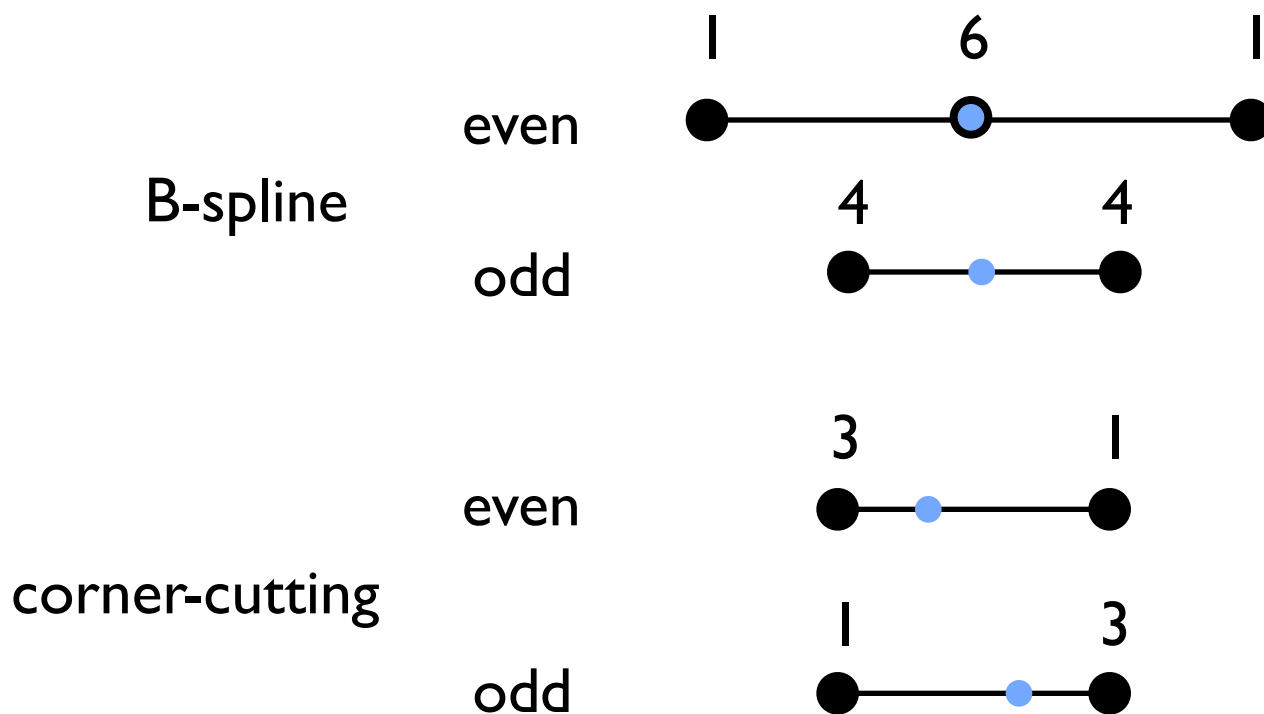 1 6 1
even
B-spline
4 4
odd
3 1
even
corner-cutting
1 3
odd